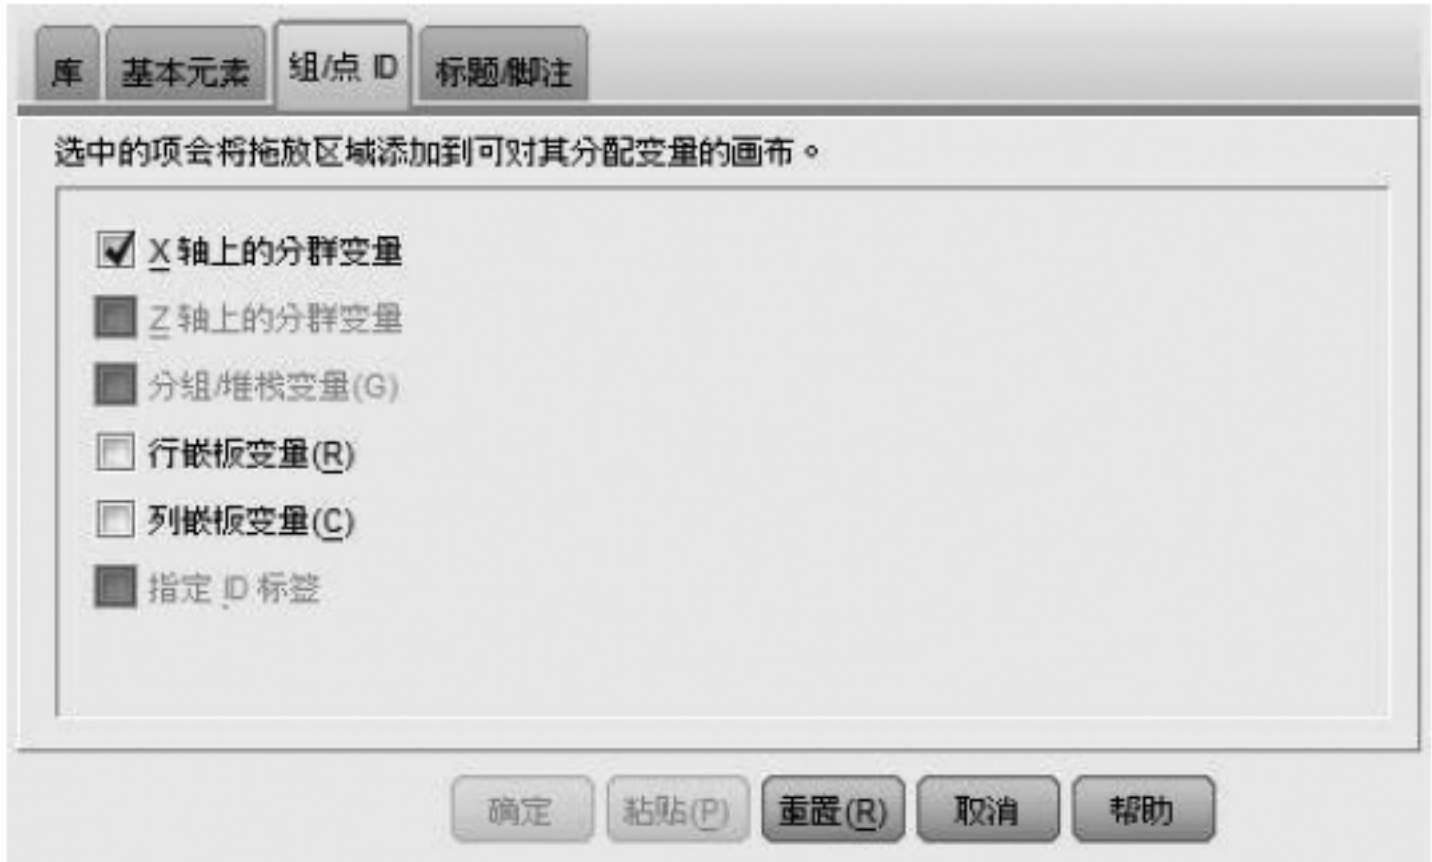 库 基本元素 组/点 ID 标题/脚注
选中的项会将拖放区域添加到可对其分配变量的画布。
X 轴上的分群变量
Z 轴上的分群变量
分组/堆栈变量(G)
行嵌板变量(R)
列嵌板变量(C)
指定 ID 标签
确定 粘贴(P) 重置(R) 取消 帮助